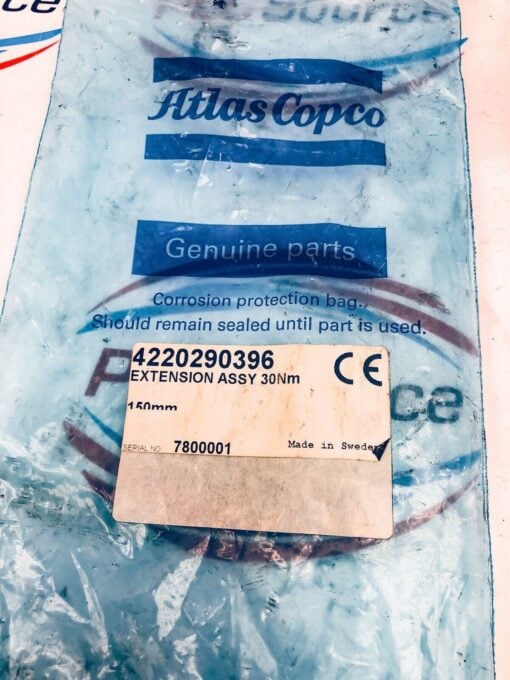 Atlas Copco
Genuine parts
Corrosion protection bag.
Should remain sealed until part is used.
4220290396
EXTENSION ASSY 30Nm
150mm
SERIAL NO 7800001
Made in Sweden
CE